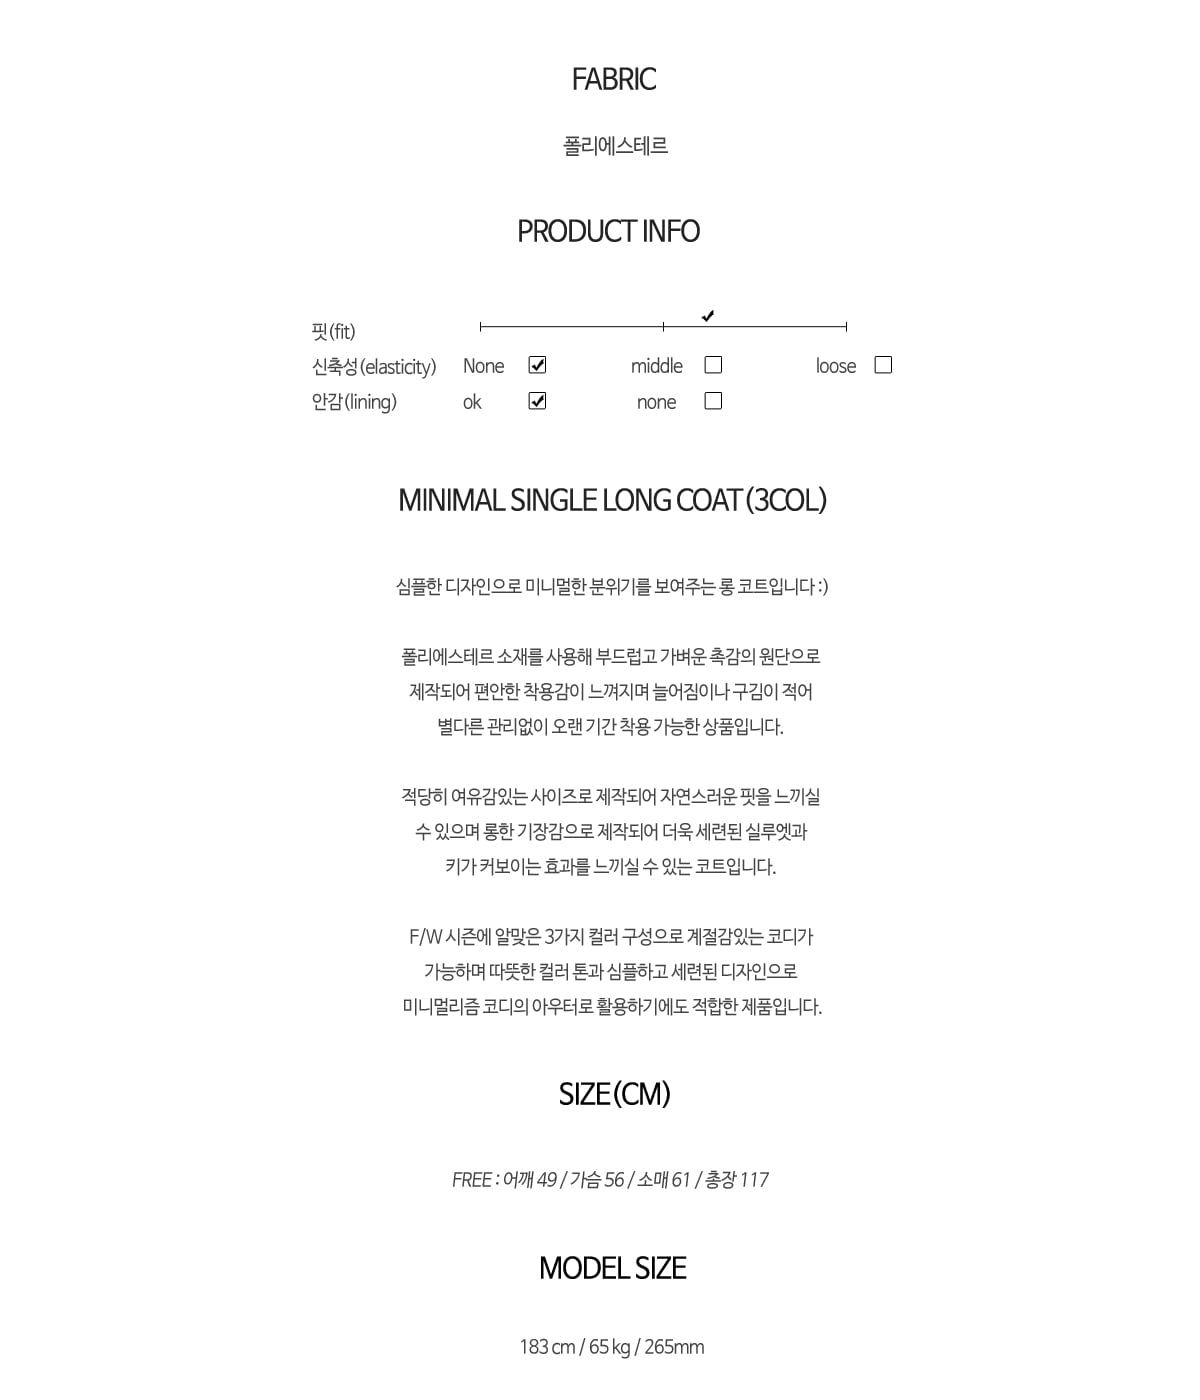 FABRIC
폴리에스테르
PRODUCT INFO
핏(fit)
신축성(elasticity) None middle loose
안감(lining) ok none
MINIMAL SINGLE LONG COAT (3COL)
심플한 디자인으로 미니멀한 분위기를 보여주는 롱 코트입니다 :)
폴리에스테르 소재를 사용해 부드럽고 가벼운 촉감의 원단으로
제작되어 편안한 착용감이 느껴지며 늘어짐이나 구김이 적어
별다른 관리없이 오랜 기간 착용 가능한 상품입니다.
적당히 여유감있는 사이즈로 제작되어 자연스러운 핏을 느끼실
수 있으며 롱한 기장감으로 제작되어 더욱 세련된 실루엣과
키가 커보이는 효과를 느끼실 수 있는 코트입니다.
F/W 시즌에 알맞은 3가지 컬러 구성으로 계절감있는 코디가
가능하며 따뜻한 컬러 톤과 심플하고 세련된 디자인으로
미니멀리즘 코디의 아우터로 활용하기에도 적합한 제품입니다.
SIZE (CM)
FREE : 어깨 49 / 가슴 56 / 소매 61 / 총장 117
MODEL SIZE
183 cm / 65 kg / 265mm